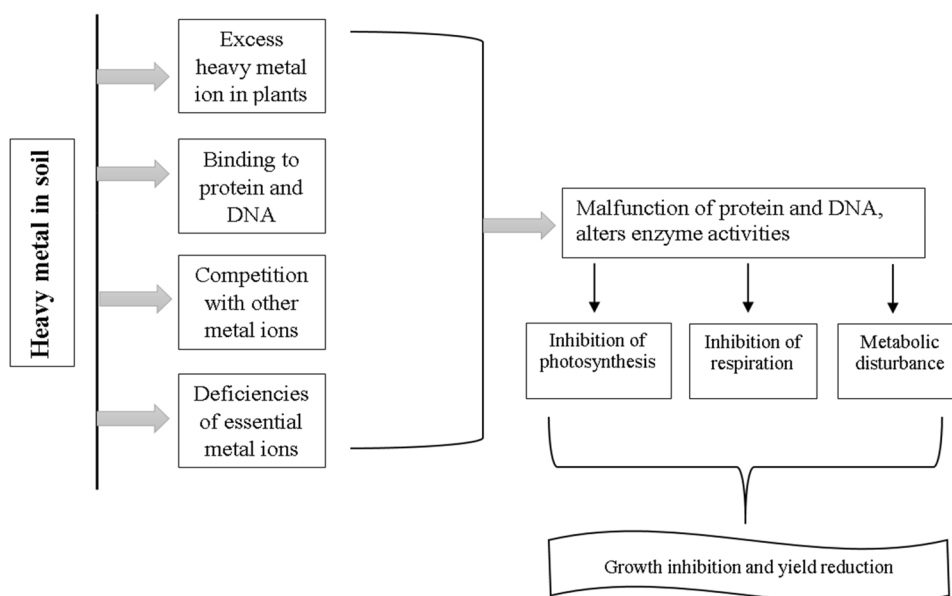 Heavy metal in soil
Excess
heavy metal
ion in plants
Binding to
protein and
DNA
Competition
with other
metal ions
Deficiencies
of essential
metal ions
Malfunction of protein and DNA,
alters enzyme activities
Inhibition of
photosynthesis
Inhibition of
respiration
Metabolic
disturbance
Growth inhibition and yield reduction